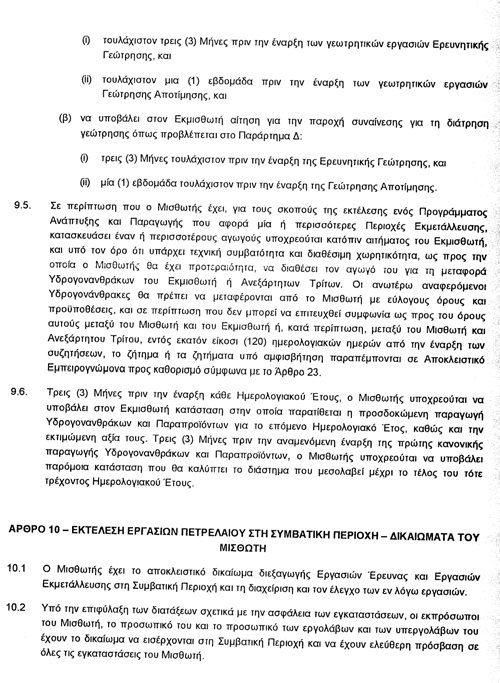 (i) τουλάχιστον τρεις (3) Μήνες πριν την έναρξη των γεωτρητικών εργασιών Ερευνητικής
Γεώτρησης, και
(ii) τουλάχιστον μια (1) εβδομάδα πριν την έναρξη των γεωτρητικών εργασιών
Γεώτρησης Αποτίμησης, και
(β) να υποβάλει στον Εκμισθωτή αίτηση για την παροχή συναίνεσης για τη διάτρηση
γεώτρησης όπως προβλέπεται στο Παράρτημα Δ:
(i) τρεις (3) Μήνες τουλάχιστον πριν την έναρξη της Ερευνητικής Γεώτρησης, και
(ii) μία (1) εβδομάδα τουλάχιστον πριν την έναρξη της Γεώτρησης Αποτίμησης.
9.5. Σε περίπτωση που ο Μισθωτής έχει, για τους σκοπούς της εκτέλεσης ενός Προγράμματος
Ανάπτυξης και Παραγωγής που αφορά μία ή περισσότερες Περιοχές Εκμετάλλευσης,
κατασκευάσει έναν ή περισσοτέρους αγωγούς υποχρεούται κατόπιν αιτήματος του Εκμισθωτή,
και υπό τον όρο ότι υπάρχει τεχνική συμβατότητα και διαθέσιμη χωρητικότητα, ως προς την
οποία ο Μισθωτής θα έχει προτεραιότητα, να διαθέσει τον αγωγό του για τη μεταφορά
Υδρογονανθράκων του Εκμισθωτή ή Ανεξάρτητων Τρίτων. Οι ανωτέρω αναφερόμενοι
Υδρογονάνθρακες θα πρέπει να μεταφέρονται από το Μισθωτή με εύλογους όρους και
προϋποθέσεις, και σε περίπτωση που δεν μπορεί να επιτευχθεί συμφωνία ως προς του όρους
αυτούς μεταξύ του Μισθωτή και του Εκμισθωτή ή, κατά περίπτωση, μεταξύ του Μισθωτή και
Ανεξάρτητου Τρίτου, εντός εκατόν είκοσι (120) ημερολογιακών ημερών από την έναρξη των
συζητήσεων, το ζήτημα ή τα ζητήματα υπό αμφισβήτηση παραπέμπονται σε Αποκλειστικό
Εμπειρογνώμονα προς καθορισμό σύμφωνα με το Άρθρο 23.
9.6. Τρεις (3) Μήνες πριν την έναρξη κάθε Ημερολογιακού Έτους, ο Μισθωτής υποχρεούται να
υποβάλει στον Εκμισθωτή κατάσταση στην οποία παρατίθεται η προσδοκώμενη παραγωγή
Υδρογονανθράκων και Παραπροϊόντων για το επόμενο Ημερολογιακό Έτος, καθώς και την
εκτιμώμενη αξία τους. Τρεις (3) Μήνες πριν την αναμενόμενη έναρξη της πρώτης κανονικής
παραγωγής Υδρογονανθράκων και Παραπροϊόντων, ο Μισθωτής υποχρεούται να υποβάλει
παρόμοια κατάσταση που θα καλύπτει το διάστημα που μεσολαβεί μέχρι το τέλος του τότε
τρέχοντος Ημερολογιακού Έτους.
ΑΡΘΡΟ 10 – ΕΚΤΕΛΕΣΗ ΕΡΓΑΣΙΩΝ ΠΕΤΡΕΛΑΙΟΥ ΣΤΗ ΣΥΜΒΑΤΙΚΗ ΠΕΡΙΟΧΗ – ΔΙΚΑΙΩΜΑΤΑ ΤΟΥ
ΜΙΣΘΩΤΗ
10.1 Ο Μισθωτής έχει το αποκλειστικό δικαίωμα διεξαγωγής Εργασιών Έρευνας και Εργασιών
Εκμετάλλευσης στη Συμβατική Περιοχή και τη διαχείριση και τον έλεγχο των εν λόγω εργασιών.
10.2 Υπό την επιφύλαξη των διατάξεων σχετικά με την ασφάλεια των εγκαταστάσεων, οι εκπρόσωποι
του Μισθωτή, το προσωπικό του και το προσωπικό των εργολάβων και των υπεργολάβων του
έχουν το δικαίωμα να εισέρχονται στη Συμβατική Περιοχή και να έχουν ελεύθερη πρόσβαση σε
όλες τις εγκαταστάσεις του Μισθωτή.